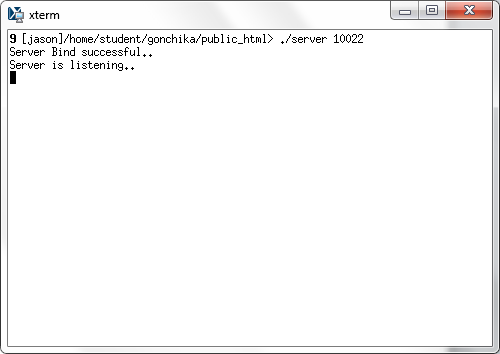 xterm
9 [jason]/home/student/gonchika/public_html> ./server 10022
Server Bind successful..
Server is listening..